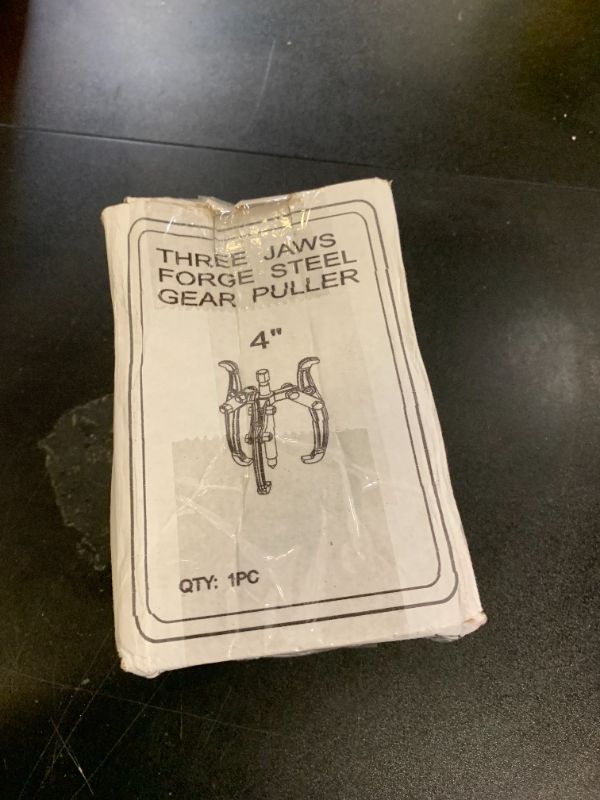 THREE JAWS
FORGE STEEL
GEAR PULLER
4"
QTY: 1PC